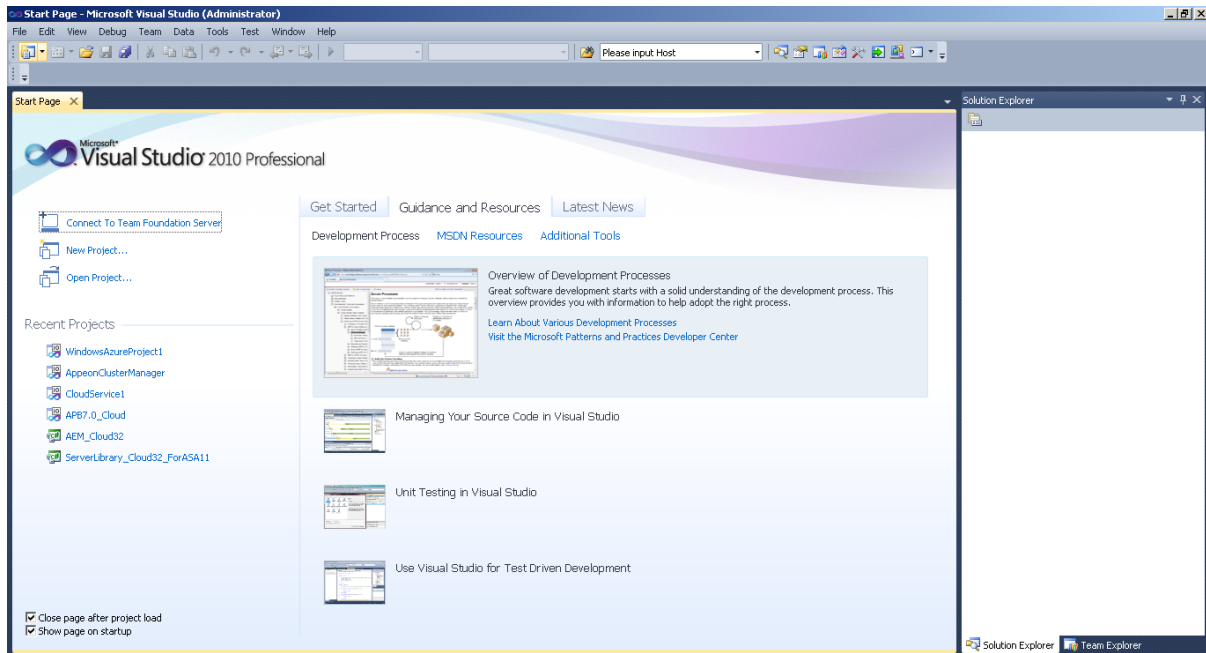 Start Page - Microsoft Visual Studio (Administrator)
File Edit View Debug Team Data Tools Test Window Help
Please input Host
Start Page
Solution Explorer
Microsoft®
Visual Studio® 2010 Professional
Connect To Team Foundation Server
New Project...
Open Project...
Recent Projects
WindowsAzureProject1
AppeonClusterManager
CloudService1
APB7.0_Cloud
AEM_Cloud32
ServerLibrary_Cloud32_ForASA11
Close page after project load
Show page on startup
Get Started Guidance and Resources Latest News
Development Process MSDN Resources Additional Tools
Overview of Development Processes
Great software development starts with a solid understanding of the development process. This
overview provides you with information to help adopt the right process.
Learn About Various Development Processes
Visit the Microsoft Patterns and Practices Developer Center
Managing Your Source Code in Visual Studio
Unit Testing in Visual Studio
Use Visual Studio for Test Driven Development
Solution Explorer Team Explorer